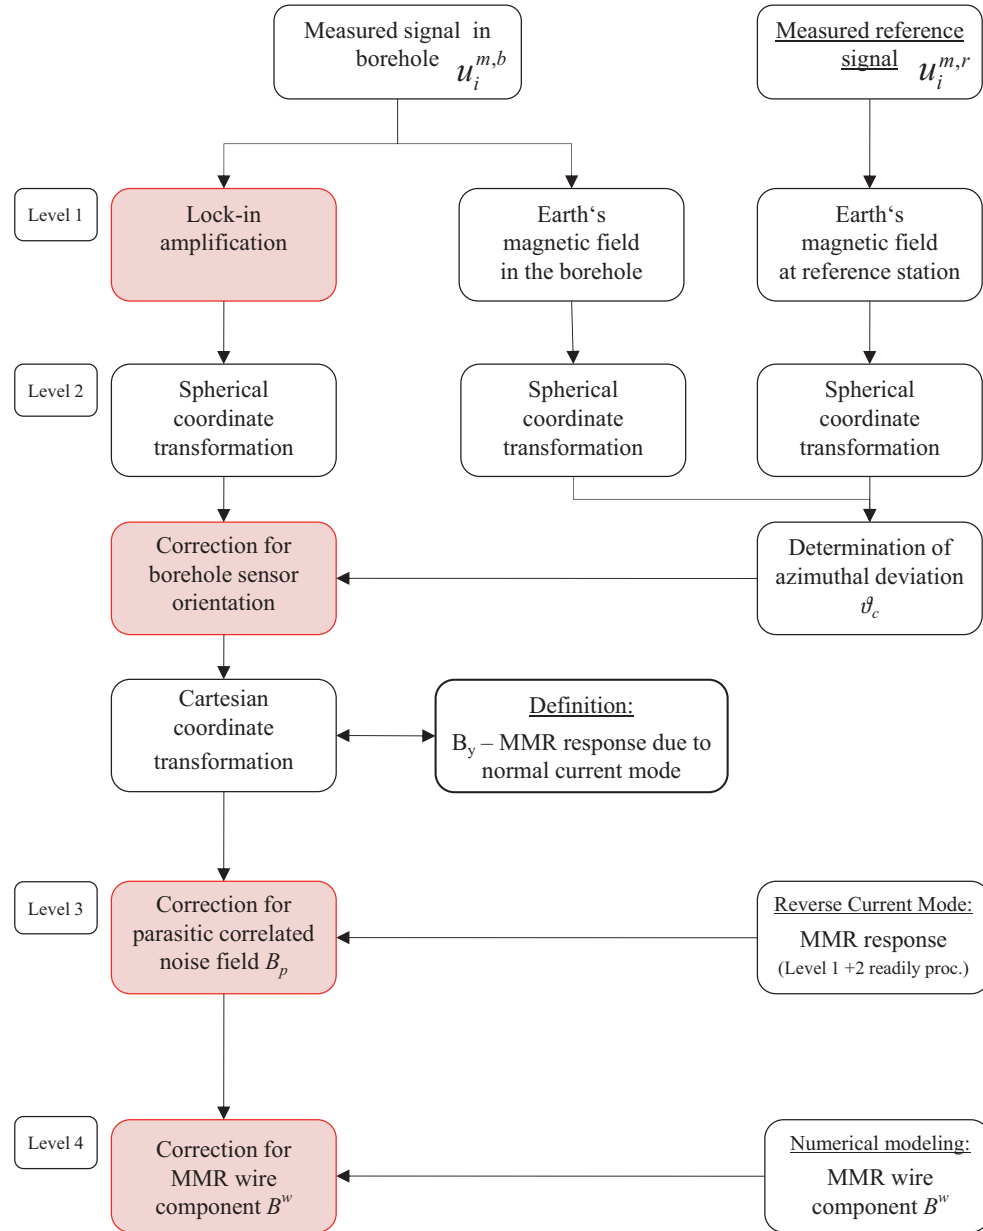 Measured signal in
borehole u_i^{m,b}
Measured reference
signal u_i^{m,r}
Level 1
Lock-in
amplification
Earth‘s
magnetic field
in the borehole
Earth‘s
magnetic field
at reference station
Level 2
Spherical
coordinate
transformation
Spherical
coordinate
transformation
Spherical
coordinate
transformation
Correction for
borehole sensor
orientation
Determination of
azimuthal deviation
ϑ_c
Cartesian
coordinate
transformation
Definition:
B_y – MMR response due to
normal current mode
Level 3
Correction for
parasitic correlated
noise field B_p
Reverse Current Mode:
MMR response
(Level 1 +2 readily proc.)
Level 4
Correction for
MMR wire
component B^w
Numerical modeling:
MMR wire
component B^w